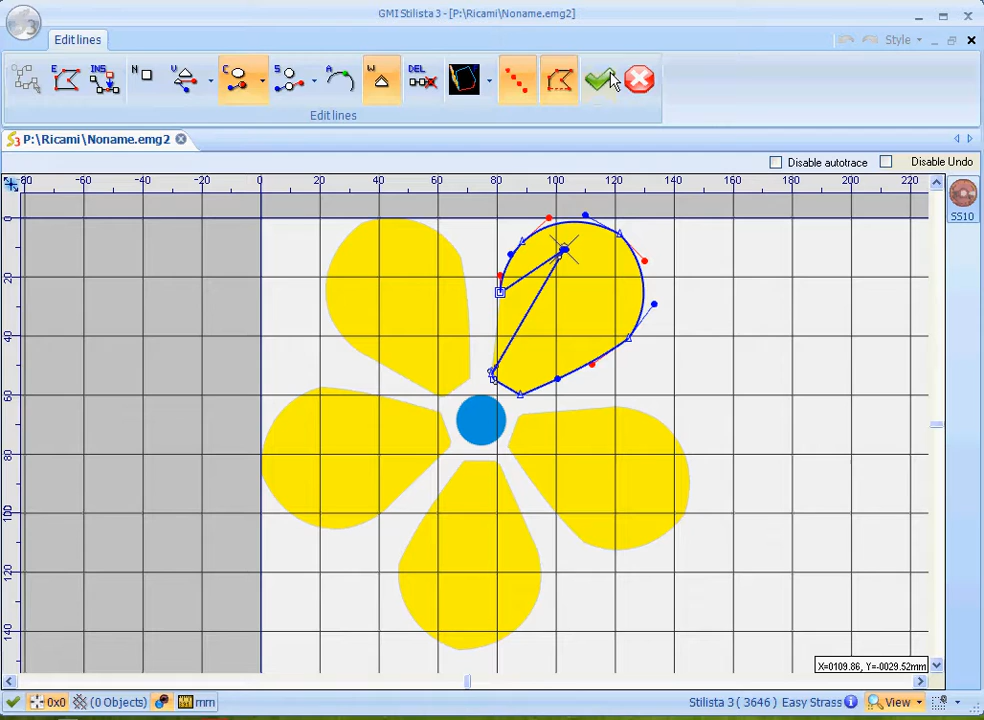 GMI Stilista 3 - [P:\Ricami\Noname.emg2]
Edit lines
Style
E INS N V C S A W DEL
Edit lines
P:\Ricami\Noname.emg2
Disable autotrace Disable Undo
-80 -60 -40 -20 0 20 40 60 80 100 120 140 160 180 200 220
SS10
0
20
40
60
80
100
120
140
X=0109.86, Y=-0029.52mm
0x0 (0 Objects) mm Stilista 3 ( 3646 ) Easy Strass View